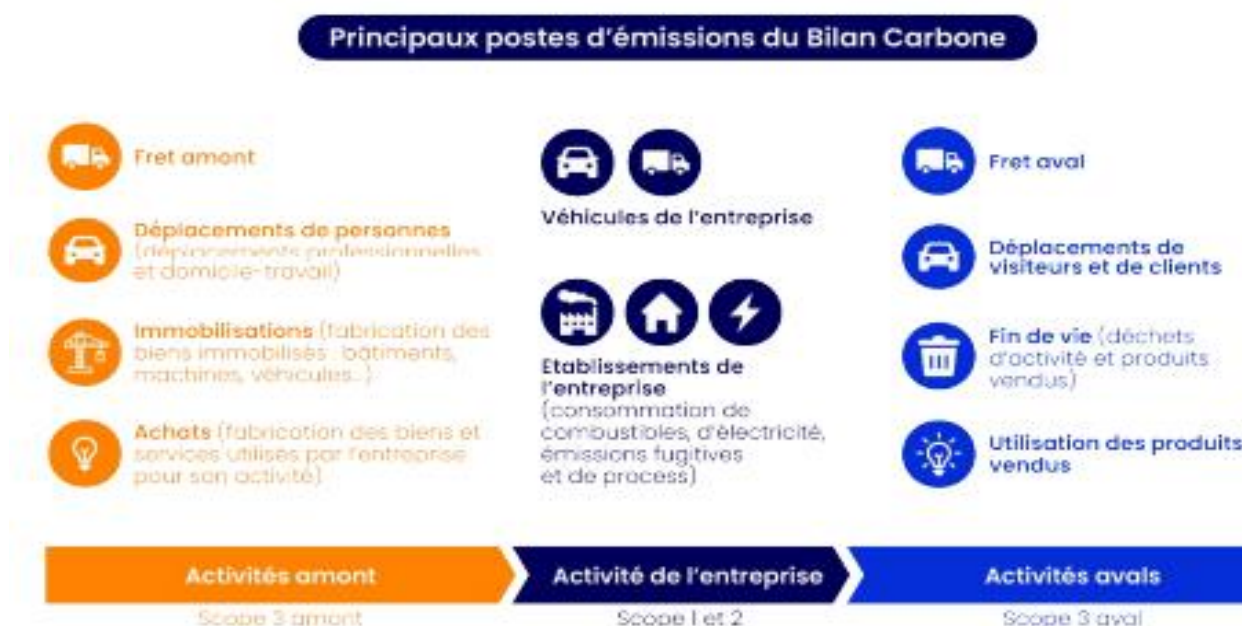 Principaux postes d'émissions du Bilan Carbone
Fret amont
Déplacements de personnes
(déplacements professionnelles
et domicile-travail)
Immobilisations (fabrication des
biens immobilisés : bâtiments,
machines, véhicules...)
Achats (fabrication des biens et
services utilisés par l'entreprise
pour son activité)
Véhicules de l'entreprise
Etablissements de
l'entreprise
(consommation de
combustibles, d'électricité,
émissions fugitives
et de process)
Fret aval
Déplacements de
visiteurs et de clients
Fin de vie (déchets
d'activité et produits
vendus)
Utilisation des produits
vendus
Activités amont
Activité de l'entreprise
Activités avals
Scope 3 amont
Scope 1 et 2
Scope 3 aval